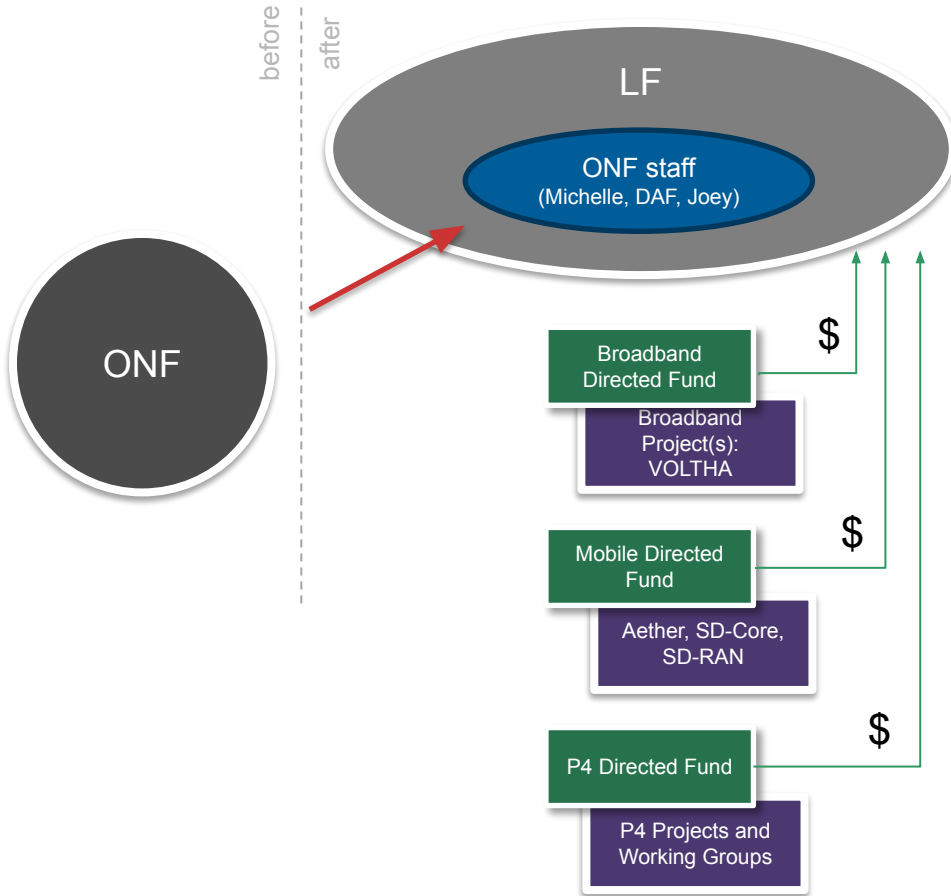 before
after
LF
ONF staff
(Michelle, DAF, Joey)
ONF
$
Broadband
Directed Fund
Broadband
Project(s):
VOLTHA
$
Mobile Directed
Fund
Aether, SD-Core,
SD-RAN
$
P4 Directed Fund
P4 Projects and
Working Groups